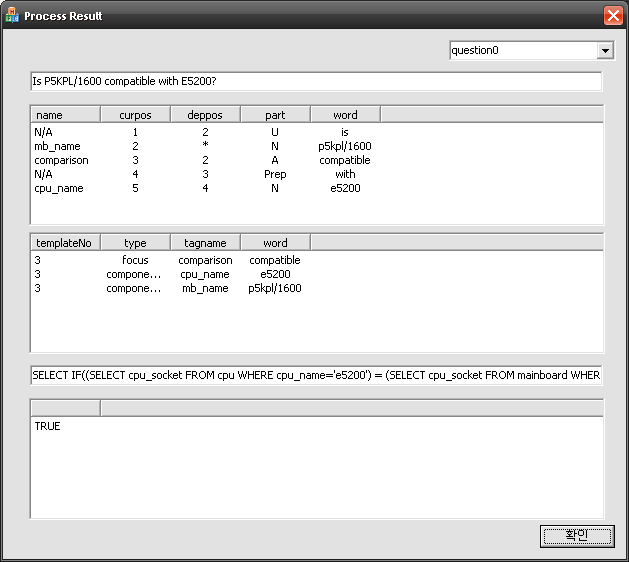 Process Result
question0
Is P5KPL/1600 compatible with E5200?
name curpos deppos part word
N/A 1 2 U is
mb_name 2 * N p5kpl/1600
comparison 3 2 A compatible
N/A 4 3 Prep with
cpu_name 5 4 N e5200
templateNo type tagname word
3 focus comparison compatible
3 compone... cpu_name e5200
3 compone... mb_name p5kpl/1600
SELECT IF((SELECT cpu_socket FROM cpu WHERE cpu_name='e5200') = (SELECT cpu_socket FROM mainboard WHER
TRUE
확인